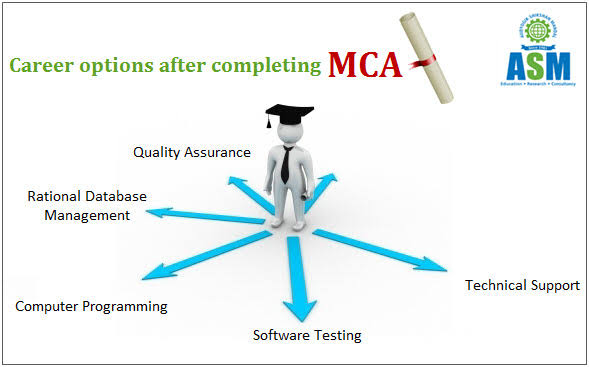 Career options after completing MCA
ASM
Education • Research • Consultancy
Quality Assurance
Rational Database
Management
Computer Programming
Software Testing
Technical Support